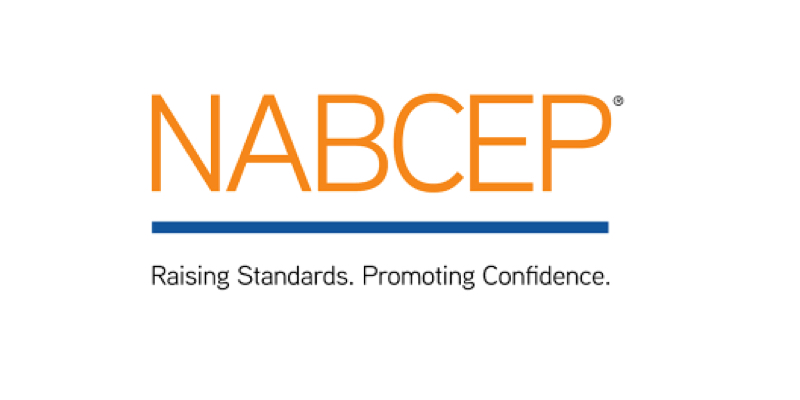 NABCEP®
Raising Standards. Promoting Confidence.